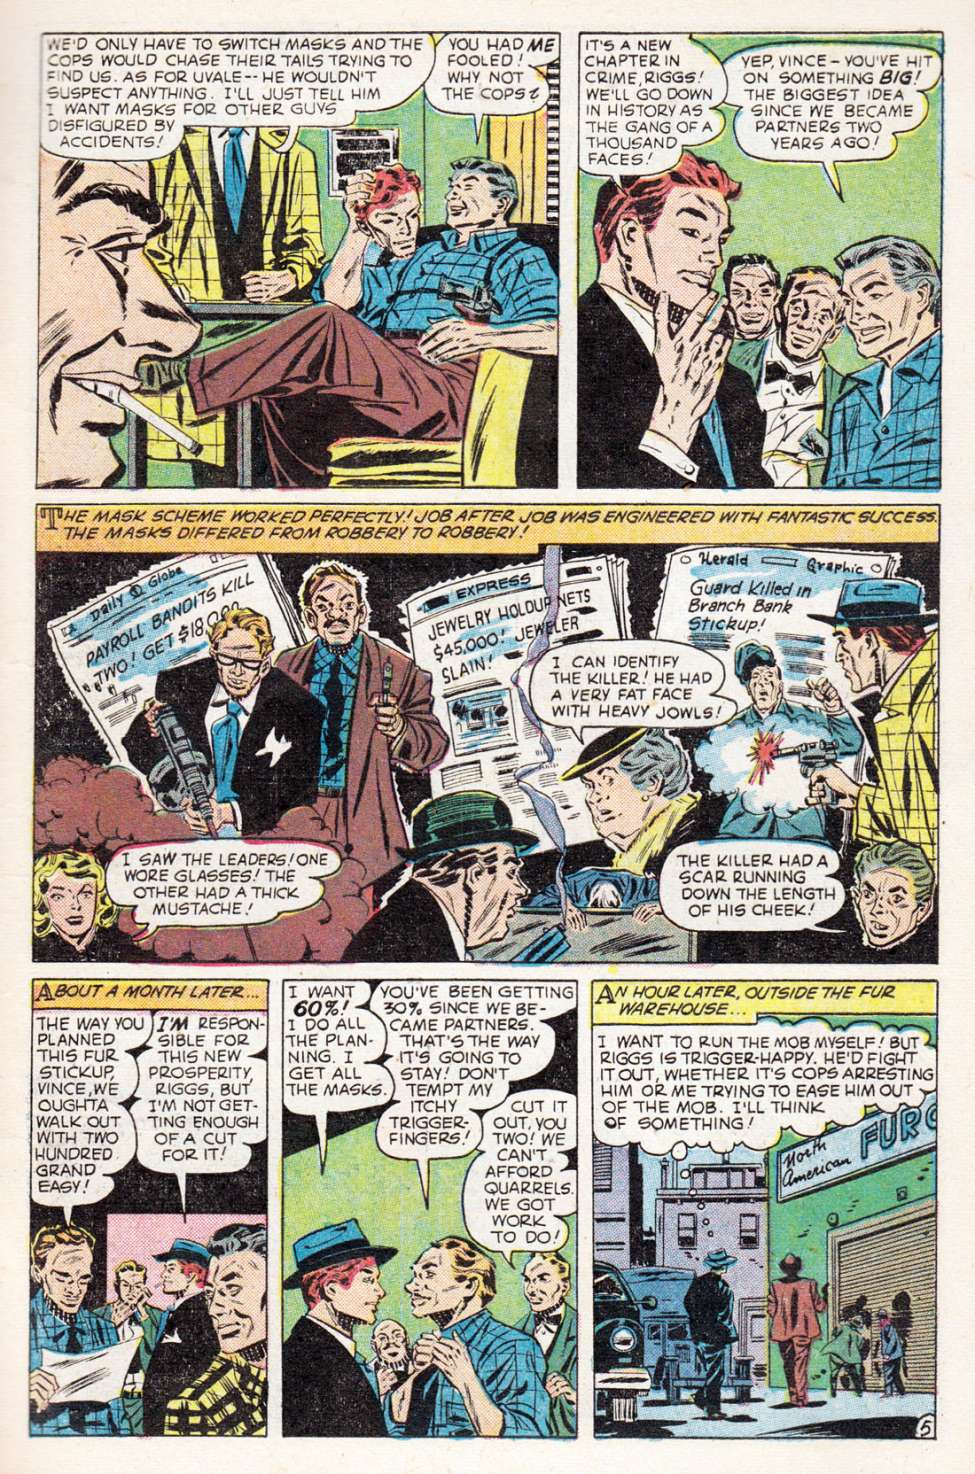 WE'D ONLY HAVE TO SWITCH MASKS AND THE
COPS WOULD CHASE THEIR TAILS TRYING TO
FIND US. AS FOR UVALE-- HE WOULDN'T
SUSPECT ANYTHING. I'LL JUST TELL HIM
I WANT MASKS FOR OTHER GUYS
DISFIGURED BY
ACCIDENTS!
YOU HAD ME
FOOLED!
WHY NOT
THE COPS?
IT'S A NEW
CHAPTER IN
CRIME, RIGGS!
WE'LL GO DOWN
IN HISTORY AS
THE GANG OF A
THOUSAND
FACES!
YEP, VINCE-- YOU'VE HIT
ON SOMETHING BIG!
THE BIGGEST IDEA
SINCE WE BECAME
PARTNERS TWO
YEARS AGO!
THE MASK SCHEME WORKED PERFECTLY! JOB AFTER JOB WAS ENGINEERED WITH FANTASTIC SUCCESS.
THE MASKS DIFFERED FROM ROBBERY TO ROBBERY!
Daily Globe
PAYROLL BANDITS KILL
TWO! GET $18,000
EXPRESS
JEWELRY HOLDUP NETS
$45,000! JEWELER
SLAIN!
Herald Graphic
Guard Killed in
Branch Bank
Stickup!
I CAN IDENTIFY
THE KILLER! HE HAD
A VERY FAT FACE
WITH HEAVY JOWLS!
I SAW THE LEADERS! ONE
WORE GLASSES! THE
OTHER HAD A THICK
MUSTACHE!
THE KILLER HAD A
SCAR RUNNING
DOWN THE LENGTH
OF HIS CHEEK!
ABOUT A MONTH LATER...
THE WAY YOU
PLANNED
THIS FUR
STICKUP,
VINCE, WE
OUGHTA
WALK OUT
WITH TWO
HUNDRED
GRAND
EASY!
I'M RESPON-
SIBLE FOR
THIS NEW
PROSPERITY,
RIGGS, BUT
I'M NOT GET-
TING ENOUGH
OF A CUT
FOR IT!
I WANT
60%!
I DO ALL
THE PLAN-
NING. I
GET ALL
THE MASKS.
YOU'VE BEEN GETTING
30% SINCE WE BE-
CAME PARTNERS.
THAT'S THE WAY
IT'S GOING TO
STAY! DON'T
TEMPT MY
ITCHY
TRIGGER-
FINGERS!
CUT IT
OUT, YOU
TWO! WE
CAN'T
AFFORD
QUARRELS.
WE GOT
WORK
TO DO!
AN HOUR LATER, OUTSIDE THE FUR
WAREHOUSE...
I WANT TO RUN THE MOB MYSELF! BUT
RIGGS IS TRIGGER-HAPPY. HE'D FIGHT
IT OUT, WHETHER IT'S COPS ARRESTING
HIM OR ME TRYING TO EASE HIM OUT
OF THE MOB. I'LL THINK
OF SOMETHING!
North
American
FUR C
5